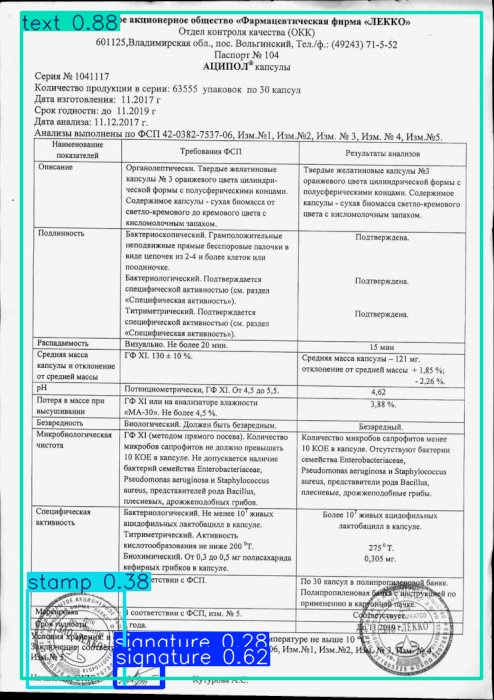 text 0.88
ое акционерное общество «Фармацевтическая фирма «ЛЕККО»
Отдел контроля качества (ОКК)
601125,Владимирская обл., пос. Вольгинский, Тел./ф.: (49243) 71-5-52
Паспорт № 104
АЦИПОЛ® капсулы
Серия № 1041117
Количество продукции в серии: 63555 упаковок по 30 капсул
Дата изготовления: 11.2017 г
Срок годности: до 11.2019 г
Дата анализа: 11.12.2017 г.
Анализы выполнены по ФСП 42-0382-7537-06, Изм.№1, Изм.№2, Изм. № 3, Изм. № 4, Изм.№5.
Наименование показателей
Требования ФСП
Результаты анализов
Описание
Органолептически. Твердые желатиновые
капсулы № 3 оранжевого цвета цилиндри-
ческой формы с полусферическими концами.
Содержимое капсулы - сухая биомасса от
светло-кремового до кремового цвета с
кисломолочным запахом.
Твердые желатиновые капсулы №3
оранжевого цвета цилиндрической формы с
полусферическими концами. Содержимое
капсулы - сухая биомасса светло-кремового
цвета с кисломолочным запахом.
Подлинность
Бактериоскопический. Грамположительные
неподвижные прямые бесспоровые палочки в
виде цепочек из 2-4 и более клеток или
поодиночке.
Подтверждена.
Бактериологический. Подтверждается
специфической активностью (см. раздел
«Специфическая активность»).
Подтверждена.
Титриметрический. Подтверждается
специфической активностью (см. раздел
«Специфическая активность»).
Подтверждена.
Распадаемость
Визуально. Не более 20 мин.
15 мин
Средняя масса
капсулы и отклонение
от средней массы
ГФ XI. 130 ± 10 %.
Средняя масса капсулы – 121 мг.
отклонение от средней массы + 1,85 %;
- 2,26 %.
pH
Потенциометрически, ГФ XI. От 4,5 до 5,5.
4,62
Потеря в массе при
высушивании
ГФ XI или на анализаторе влажности
«МА-30». Не более 4,5 %.
3,88 %.
Безвредность
Биологический. Должен быть безвредным.
Безвредный.
Микробиологическая
чистота
ГФ XI (методом прямого посева). Количество
микробов сапрофитов не должно превышать
10 КОЕ в капсуле. Не допускается наличие
бактерий семейства Enterobacteriaceae,
Pseudomonas aeruginosa и Staphylococcus
aureus, представителей рода Bacillus,
плесневых, дрожжеподобных грибов.
Количество микробов сапрофитов менее
10 КОЕ в капсуле. Отсутствуют бактерии
семейства Enterobacteriaceae,
Pseudomonas aeruginosa и Staphylococcus
aureus, представители рода Bacillus,
плесневые, дрожжеподобные грибы.
Специфическая
активность
Бактериологический. Не менее 10⁷ живых
ацидофильных лактобацилл в капсуле.
Более 10⁷ живых ацидофильных
лактобацилл в капсуле.
Титриметрический. Активность
кислотообразования не ниже 200 °Т.
275 °Т.
Биохимический. От 0,3 до 0,5 мг полисахарида
кефирных грибков в капсуле.
0,305 мг.
stamp 0.38
ответствии с ФСП.
По 30 капсул в полипропиленовой банке.
Полипропиленовая банка с инструкцией по
применению в картонной пачке.
Маркировка
В соответствии с ФСП, изм. № 5.
Соответствует.
Срок годности
года.
До 11.2019 г.
Условия хранения: в
signature 0.28
температуре не выше 10 °С
Заключение: соответ
signature 0.62
06, Изм.№1, Изм.№2, Изм. № 3, Изм. № 4,
Изм.№5.
Кутурова А.С.